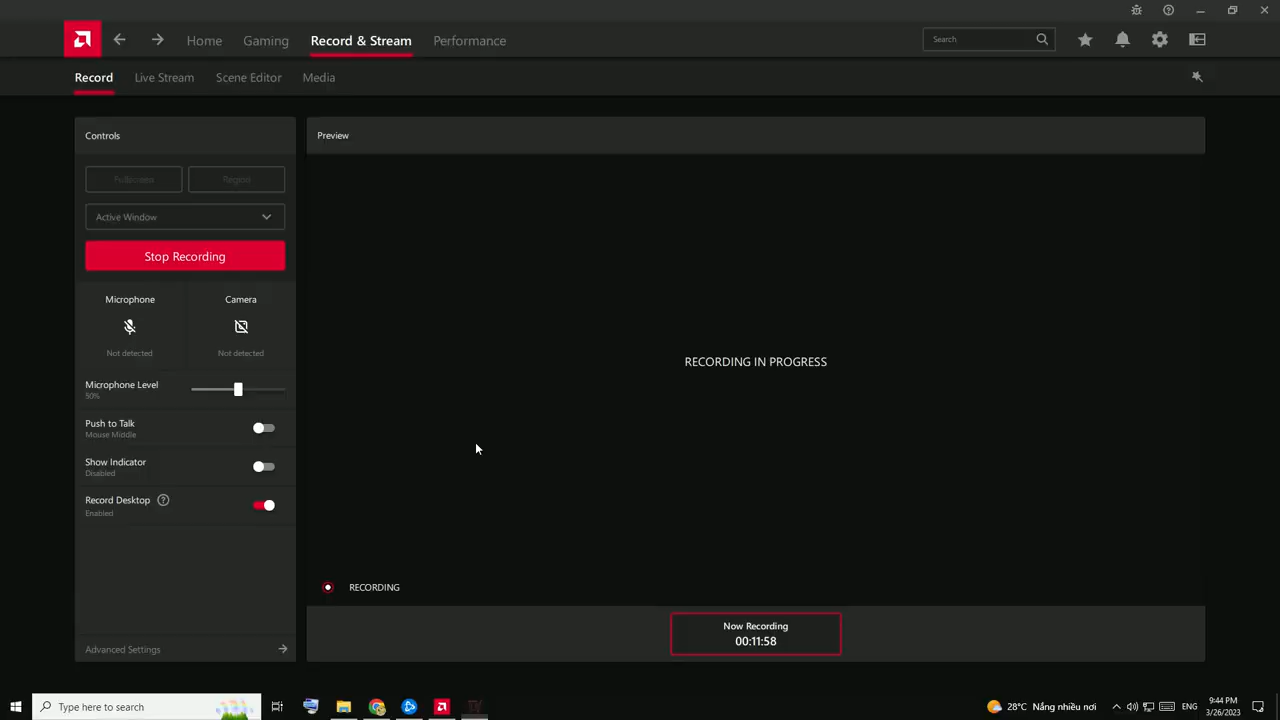 Home Gaming Record & Stream Performance Search
Record Live Stream Scene Editor Media
Controls
Fullscreen Region
Active Window
Stop Recording
Microphone Camera
Not detected Not detected
Microphone Level
50%
Push to Talk
Mouse Middle
Show Indicator
Disabled
Record Desktop
Enabled
Advanced Settings
Preview
RECORDING IN PROGRESS
RECORDING
Now Recording
00:11:58
Type here to search
28°C Nắng nhiều nơi
ENG
9:44 PM
3/26/2023